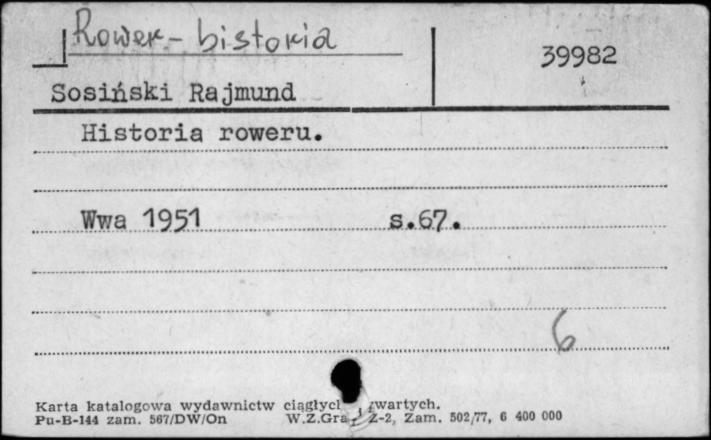 Rower - historia
39982
Sosiński Rajmund
Historia roweru.
Wwa 1951 s.67.
6
Karta katalogowa wydawnictw ciągłych zwartych.
Pu-B-144 zam. 567/DW/On W.Z.Graf. Z-2, Zam. 502/77, 6 400 000